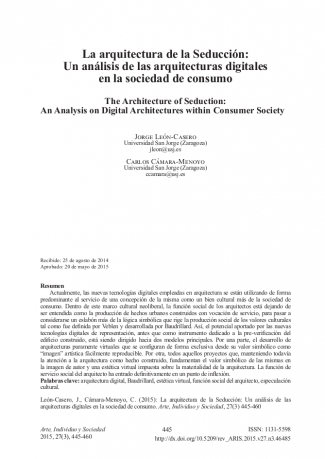 La arquitectura de la Seducción:
Un análisis de las arquitecturas digitales
en la sociedad de consumo
The Architecture of Seduction:
An Analysis on Digital Architectures within Consumer Society
Jorge León-Casero
Universidad San Jorge (Zaragoza)
jleon@usj.es
Carlos Cámara-Menoyo
Universidad San Jorge (Zaragoza)
ccamara@usj.es
Recibido: 25 de agosto de 2014
Aprobado: 20 de mayo de 2015
Resumen
Actualmente, las nuevas tecnologías digitales empleadas en arquitectura se están utilizando de forma
predominante al servicio de una concepción de la misma como un bien cultural más de la sociedad
de consumo. Dentro de este marco cultural neoliberal, la función social de los arquitectos está dejando de
ser entendida como la producción de hechos urbanos construidos con vocación de servicio, para pasar a
considerarse un eslabón más de la lógica simbólica que rige la producción social de los valores culturales
tal como fue definida por Veblen y desarrollada por Baudrillard. Así, el potencial aportado por las nuevas
tecnologías digitales de representación, antes que como instrumento dedicado a la pre-verificación del
edificio construido, está siendo dirigido hacia dos modelos principales. Por una parte, el desarrollo de
arquitecturas puramente virtuales que se configuran de forma exclusiva desde su valor simbólico como
"imagen" artística fácilmente reproducible. Por otra, todos aquellos proyectos que, manteniendo todavía
la atención a la arquitectura como hecho construido, fundamentan el valor simbólico de las mismas en
la imagen de autor y una estética virtual impuesta sobre la materialidad de la arquitectura. La función de
servicio social del arquitecto ha entrado definitivamente en un punto de inflexión.
Palabras clave: arquitectura digital, Baudrillard, estética virtual, función social del arquitecto, especulación
cultural.
León-Casero, J., Cámara-Menoyo, C. (2015): La arquitectura de la Seducción: Un análisis de las
arquitecturas digitales en la sociedad de consumo. Arte, Individuo y Sociedad, 27(3) 445-460
Arte, Individuo y Sociedad 445 ISSN: 1131-5598
2015, 27(3), 445-460 http://dx.doi.org/10.5209/rev_ARIS.2015.v27.n3.46485